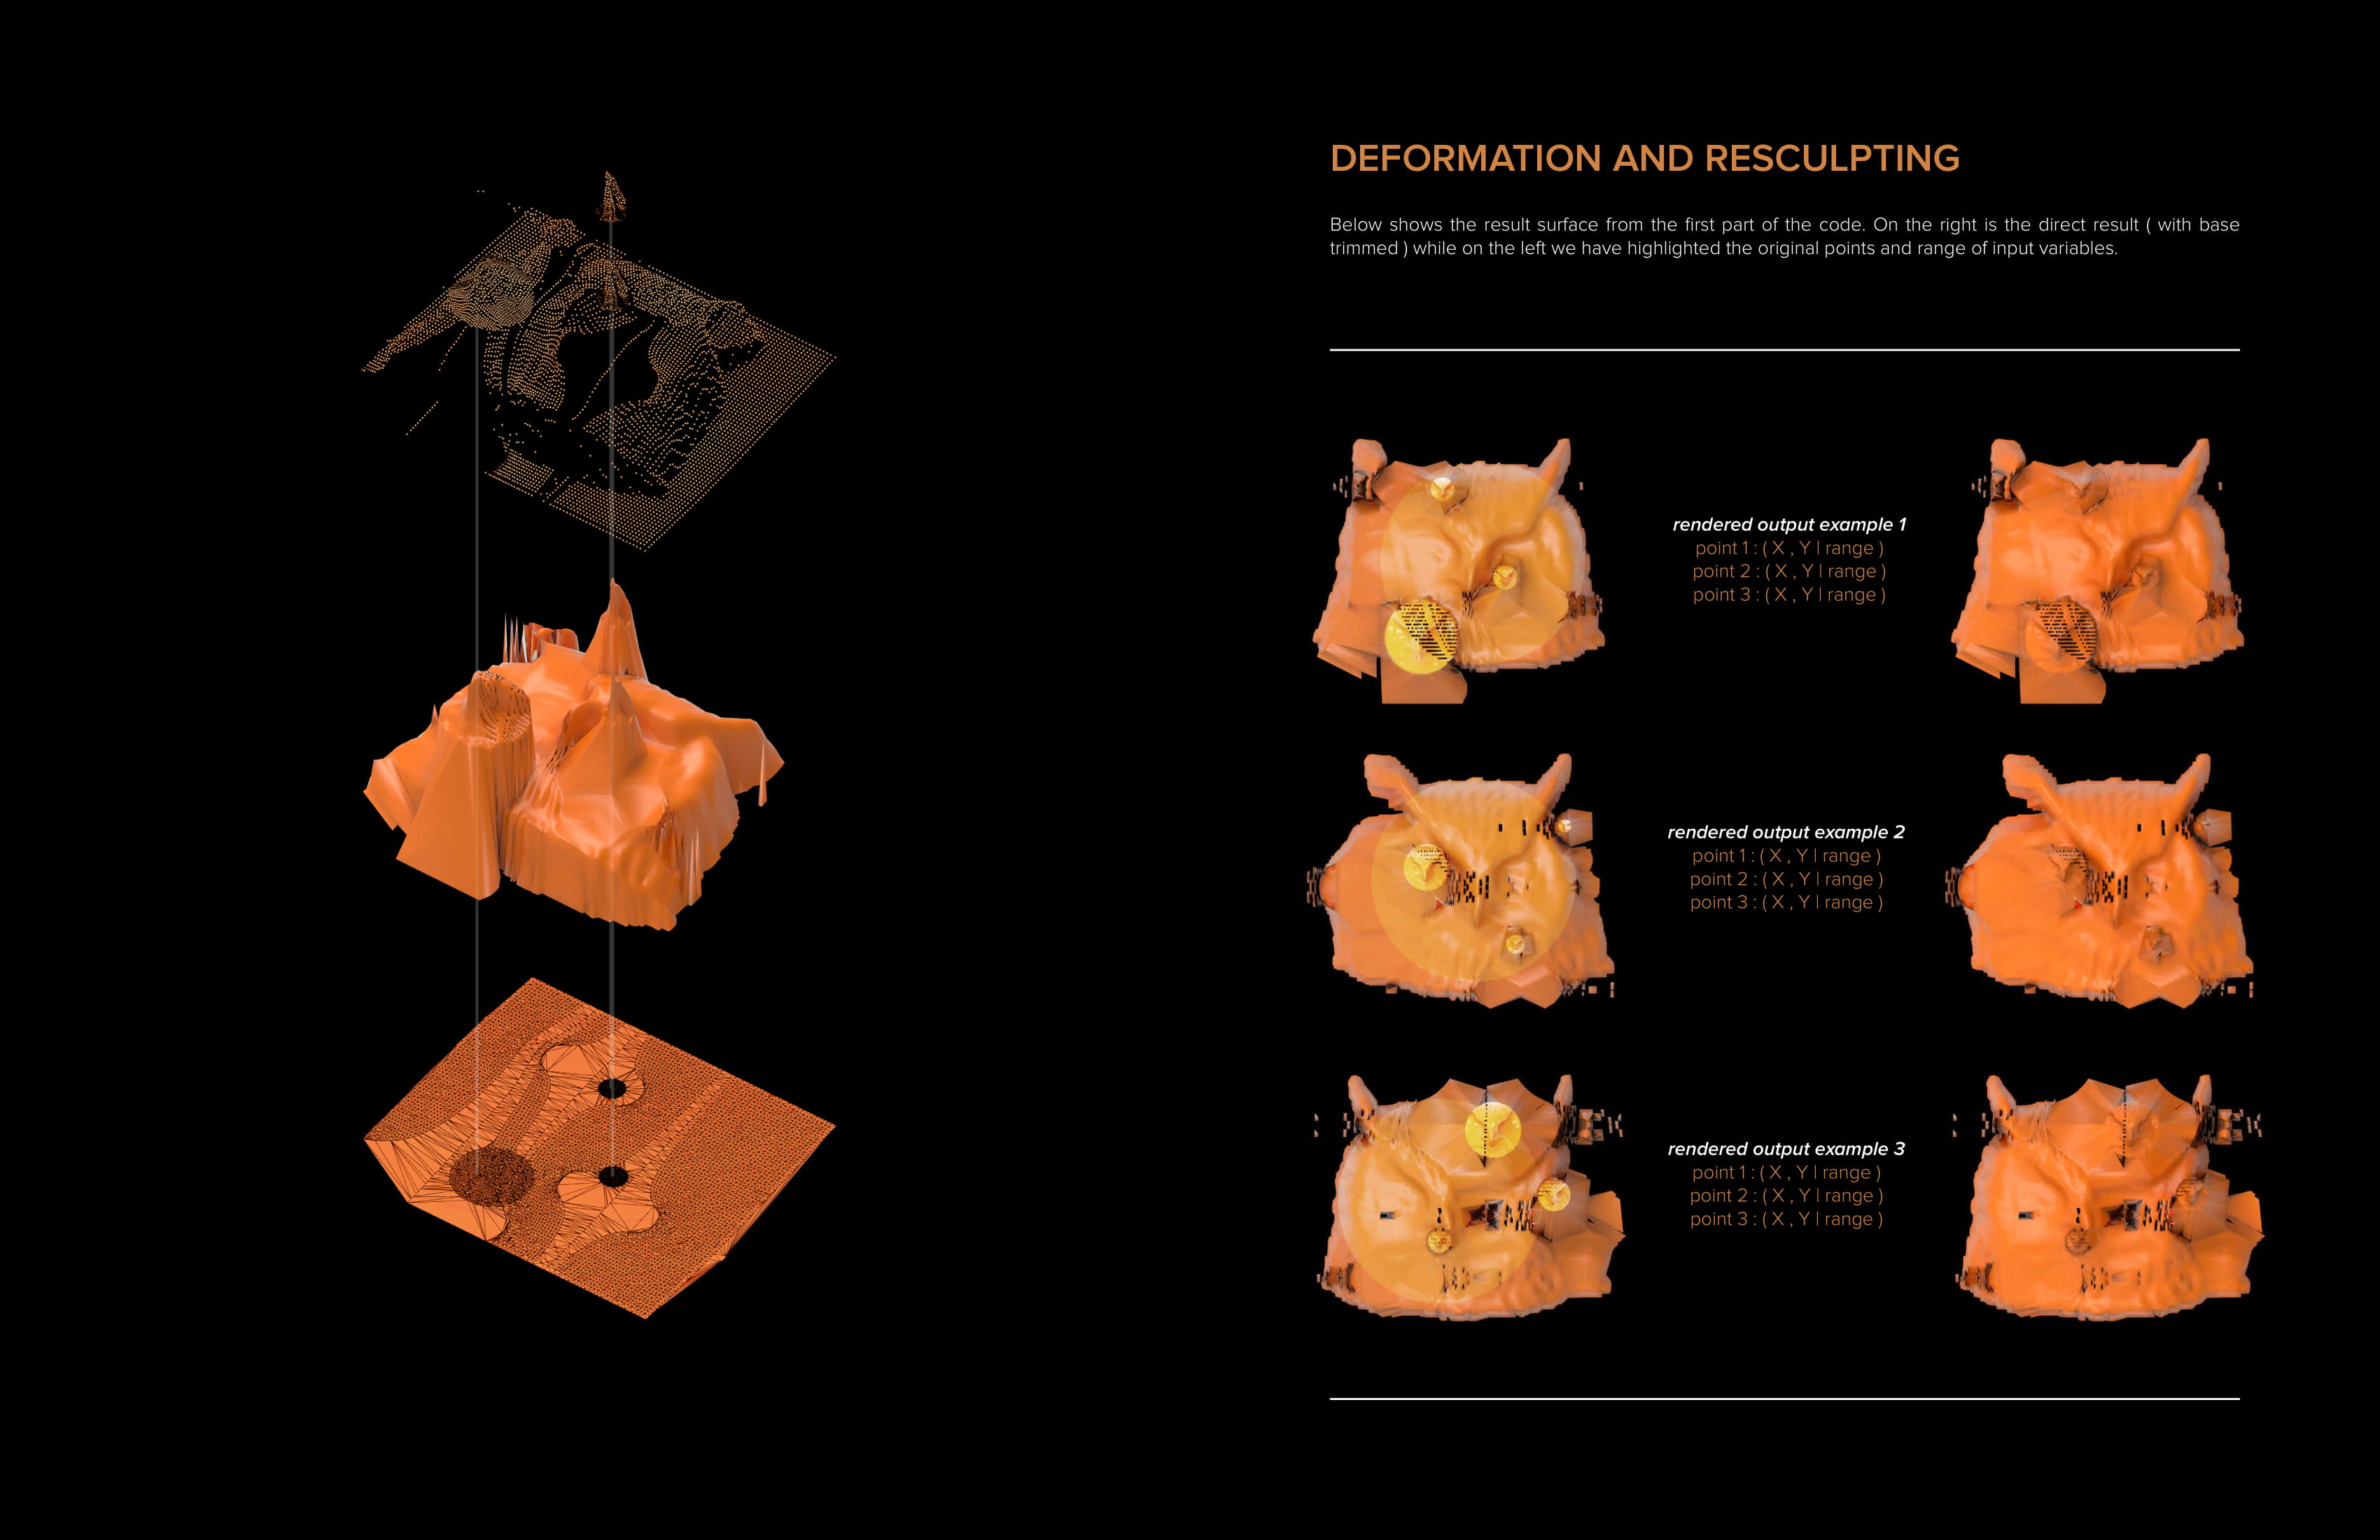 DEFORMATION AND RESCULPTING
Below shows the result surface from the first part of the code. On the right is the direct result ( with base
trimmed ) while on the left we have highlighted the original points and range of input variables.
rendered output example 1
point 1 : ( X , Y | range )
point 2 : ( X , Y | range )
point 3 : ( X , Y | range )
rendered output example 2
point 1 : ( X , Y | range )
point 2 : ( X , Y | range )
point 3 : ( X , Y | range )
rendered output example 3
point 1 : ( X , Y | range )
point 2 : ( X , Y | range )
point 3 : ( X , Y | range )